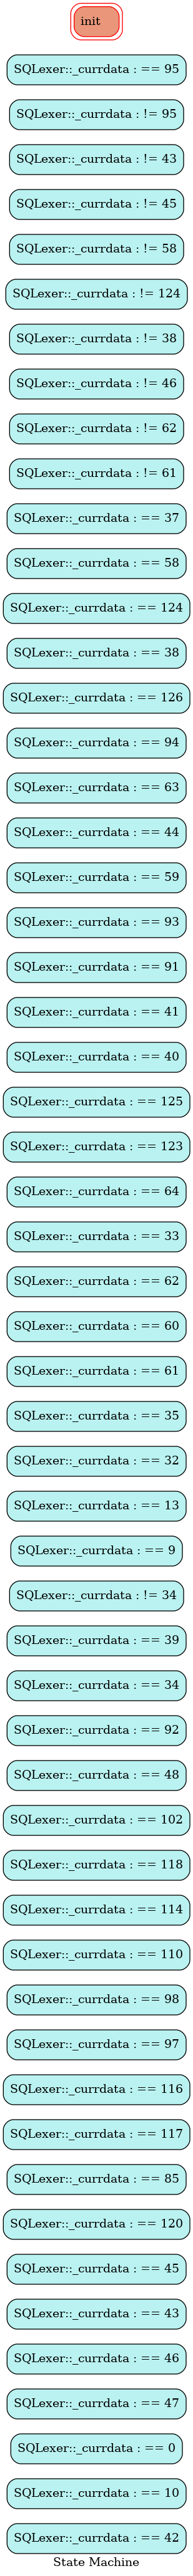 init
SQLexer::_currdata : == 95
SQLexer::_currdata : != 95
SQLexer::_currdata : != 43
SQLexer::_currdata : != 45
SQLexer::_currdata : != 58
SQLexer::_currdata : != 124
SQLexer::_currdata : != 38
SQLexer::_currdata : != 46
SQLexer::_currdata : != 62
SQLexer::_currdata : != 61
SQLexer::_currdata : == 37
SQLexer::_currdata : == 58
SQLexer::_currdata : == 124
SQLexer::_currdata : == 38
SQLexer::_currdata : == 126
SQLexer::_currdata : == 94
SQLexer::_currdata : == 63
SQLexer::_currdata : == 44
SQLexer::_currdata : == 59
SQLexer::_currdata : == 93
SQLexer::_currdata : == 91
SQLexer::_currdata : == 41
SQLexer::_currdata : == 40
SQLexer::_currdata : == 125
SQLexer::_currdata : == 123
SQLexer::_currdata : == 64
SQLexer::_currdata : == 33
SQLexer::_currdata : == 62
SQLexer::_currdata : == 60
SQLexer::_currdata : == 61
SQLexer::_currdata : == 35
SQLexer::_currdata : == 32
SQLexer::_currdata : == 13
SQLexer::_currdata : == 9
SQLexer::_currdata : != 34
SQLexer::_currdata : == 39
SQLexer::_currdata : == 34
SQLexer::_currdata : == 92
SQLexer::_currdata : == 48
SQLexer::_currdata : == 102
SQLexer::_currdata : == 118
SQLexer::_currdata : == 114
SQLexer::_currdata : == 110
SQLexer::_currdata : == 98
SQLexer::_currdata : == 97
SQLexer::_currdata : == 116
SQLexer::_currdata : == 117
SQLexer::_currdata : == 85
SQLexer::_currdata : == 120
SQLexer::_currdata : == 45
SQLexer::_currdata : == 43
SQLexer::_currdata : == 46
SQLexer::_currdata : == 47
SQLexer::_currdata : == 0
SQLexer::_currdata : == 10
SQLexer::_currdata : == 42
State Machine